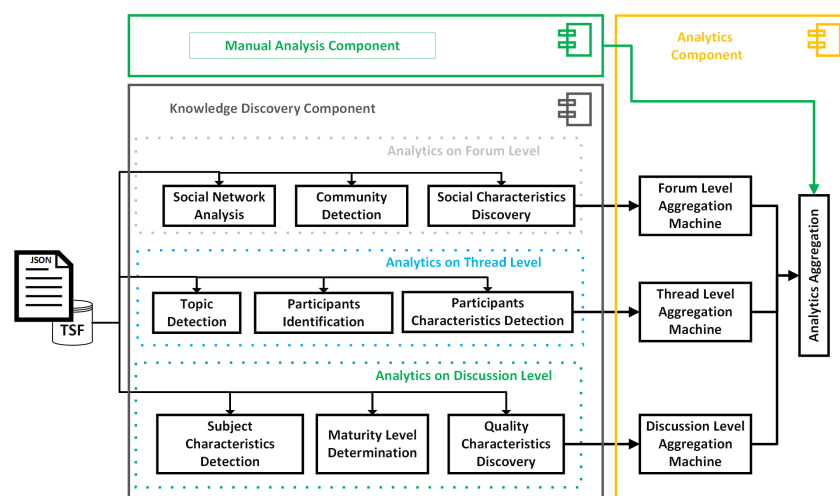 Manual Analysis Component
Analytics
Component
Knowledge Discovery Component
Analytics on Forum Level
Social Network
Analysis
Community
Detection
Social Characteristics
Discovery
Forum Level
Aggregation
Machine
JSON
TSF
Analytics on Thread Level
Topic
Detection
Participants
Identification
Participants
Characteristics Detection
Thread Level
Aggregation
Machine
Analytics Aggregation
Analytics on Discussion Level
Subject
Characteristics
Detection
Maturity Level
Determination
Quality
Characteristics
Discovery
Discussion Level
Aggregation
Machine